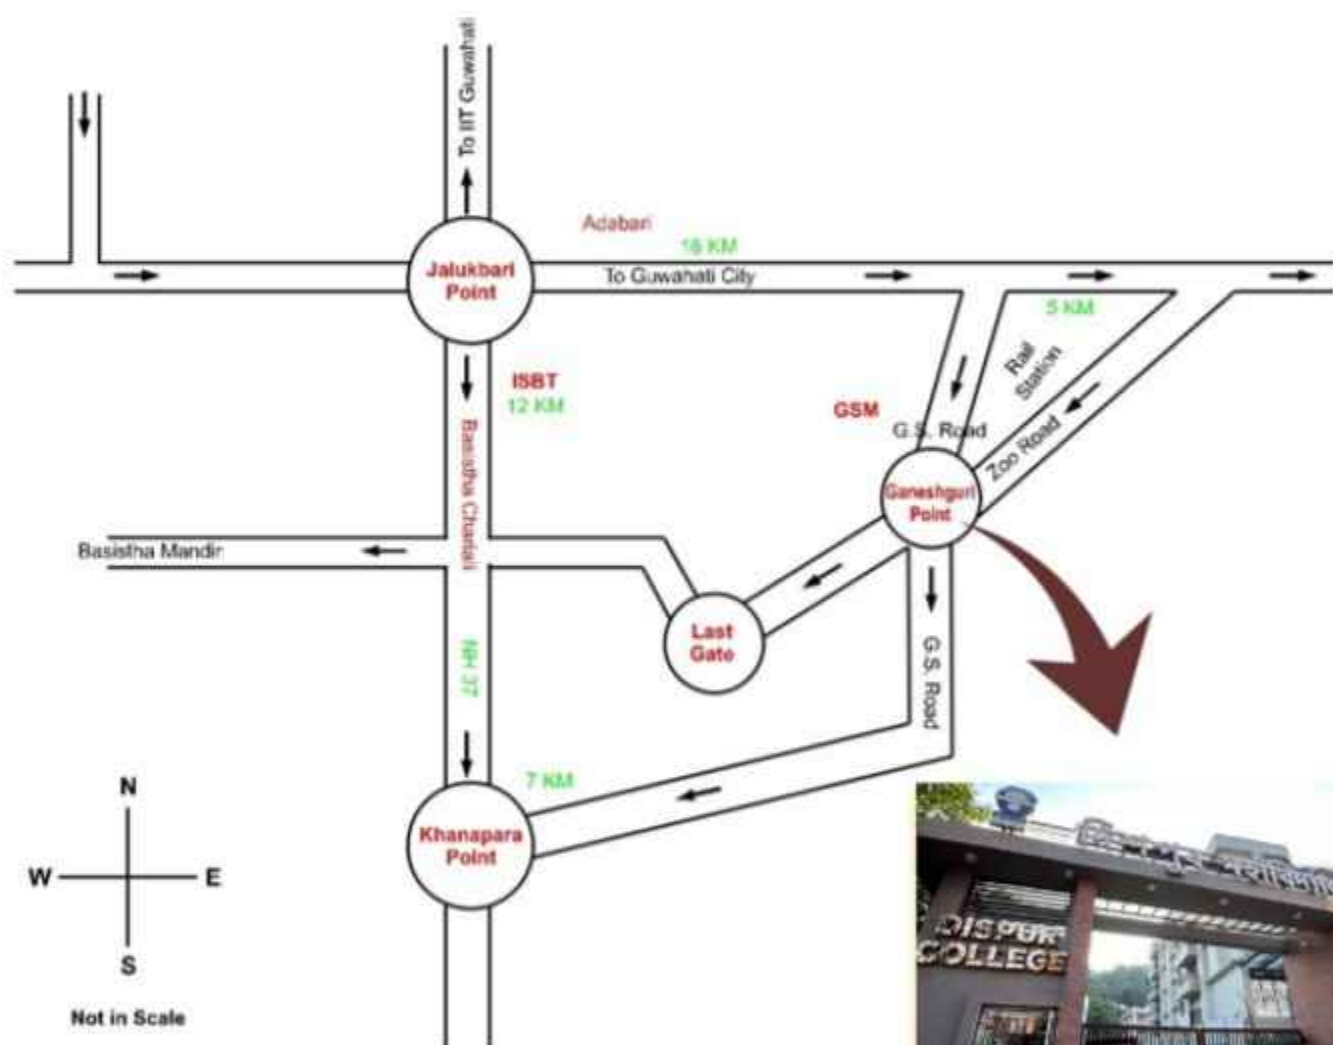 To IIT Guwahati
Adabari
16 KM
Jalukbari
Point
To Guwahati City
5 KM
Rail
Station
ISBT
12 KM
GSM
G.S. Road
Zoo Road
Basistha Chariali
Ganeshguri
Point
Basistha Mandir
Last
Gate
NH 37
G.S. Road
7 KM
Khanapara
Point
N
W
E
S
Not in Scale
DISPUR
COLLEGE